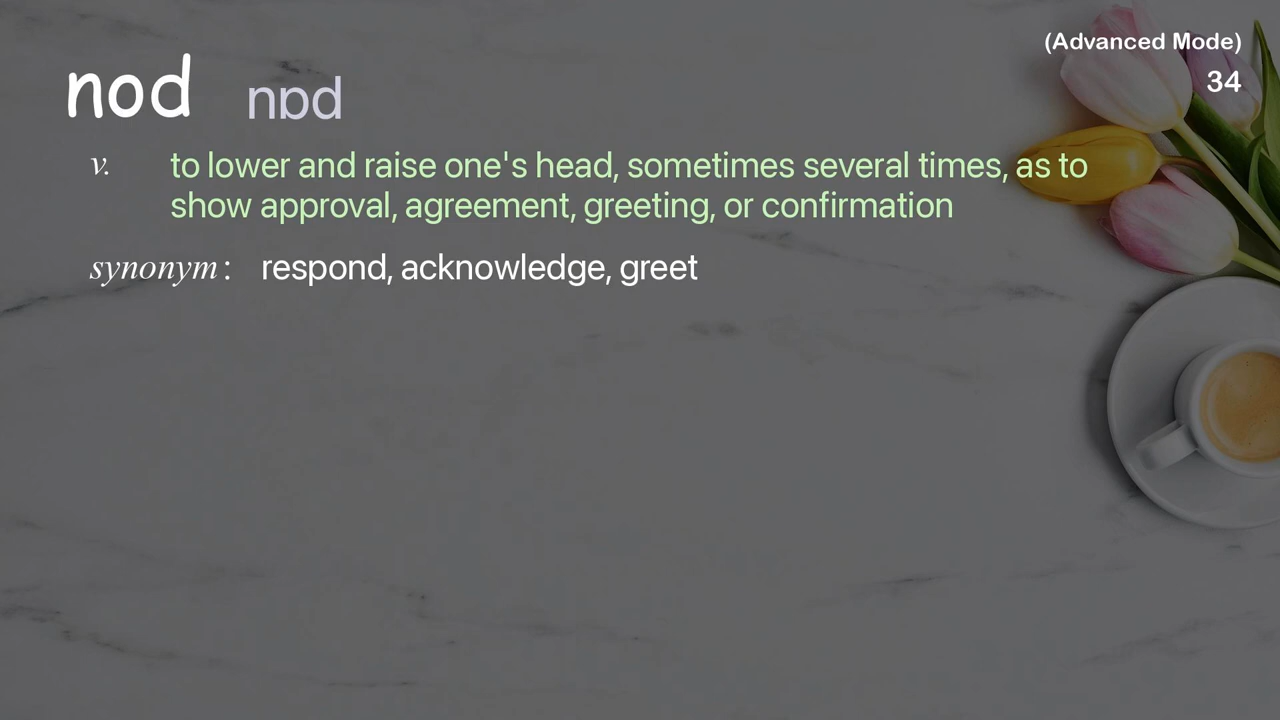 (Advanced Mode)
34
nod nɒd
v. to lower and raise one's head, sometimes several times, as to
show approval, agreement, greeting, or confirmation
synonym : respond, acknowledge, greet